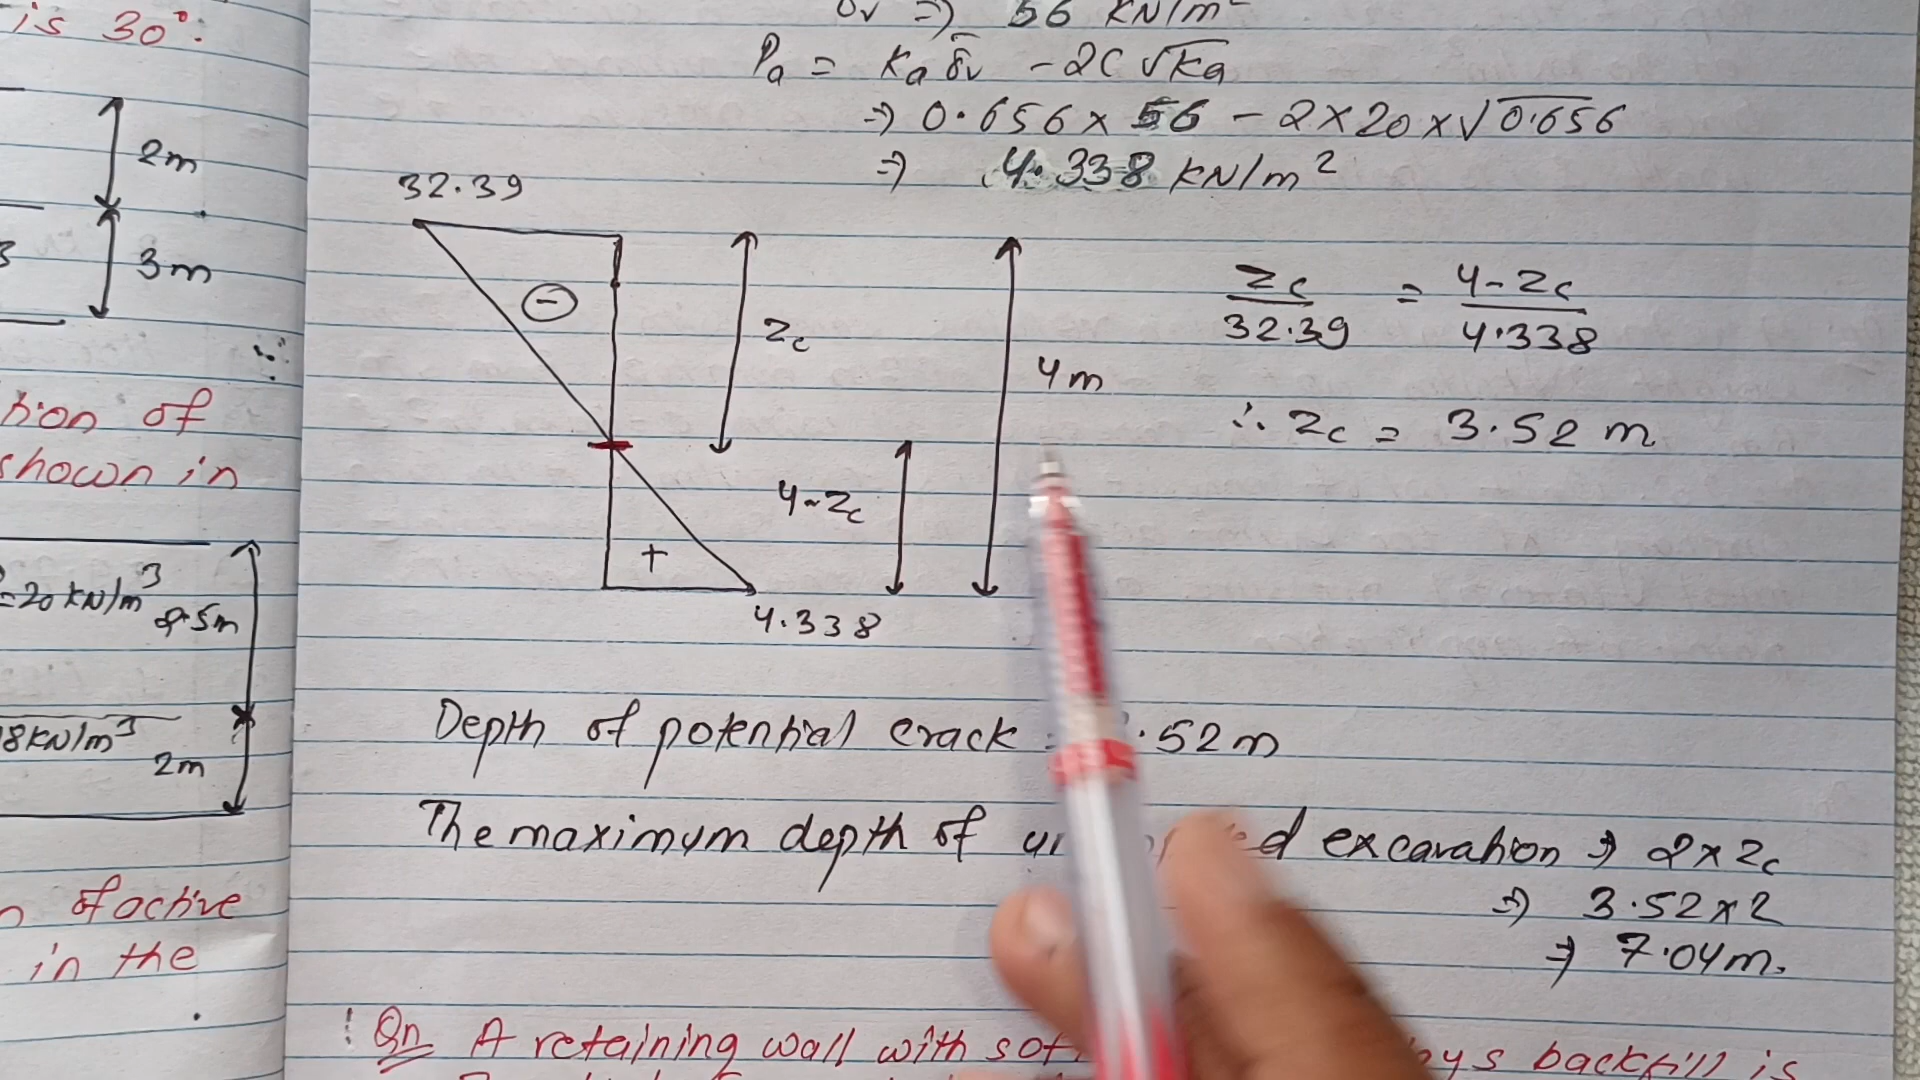 is 30°.
2m
3m
tion of
shown in
=20 KN/m³
2.5m
8KN/m³
2m
of active
in the
σv => 56 KN/m²
Pa = Ka σ̄v - 2C √Ka
=> 0.656 x 56 - 2 x 20 x √0.656
=> 4.338 KN/m²
32.39
-
Zc
4-Zc
+
4.338
4m
Zc/32.39 = 4-Zc/4.338
∴ Zc = 3.52 m
Depth of potential crack .52m
The maximum depth of excavation => 2 x Zc
=> 3.52 x 2
=> 7.04m.
Qn A retaining wall with backfill is